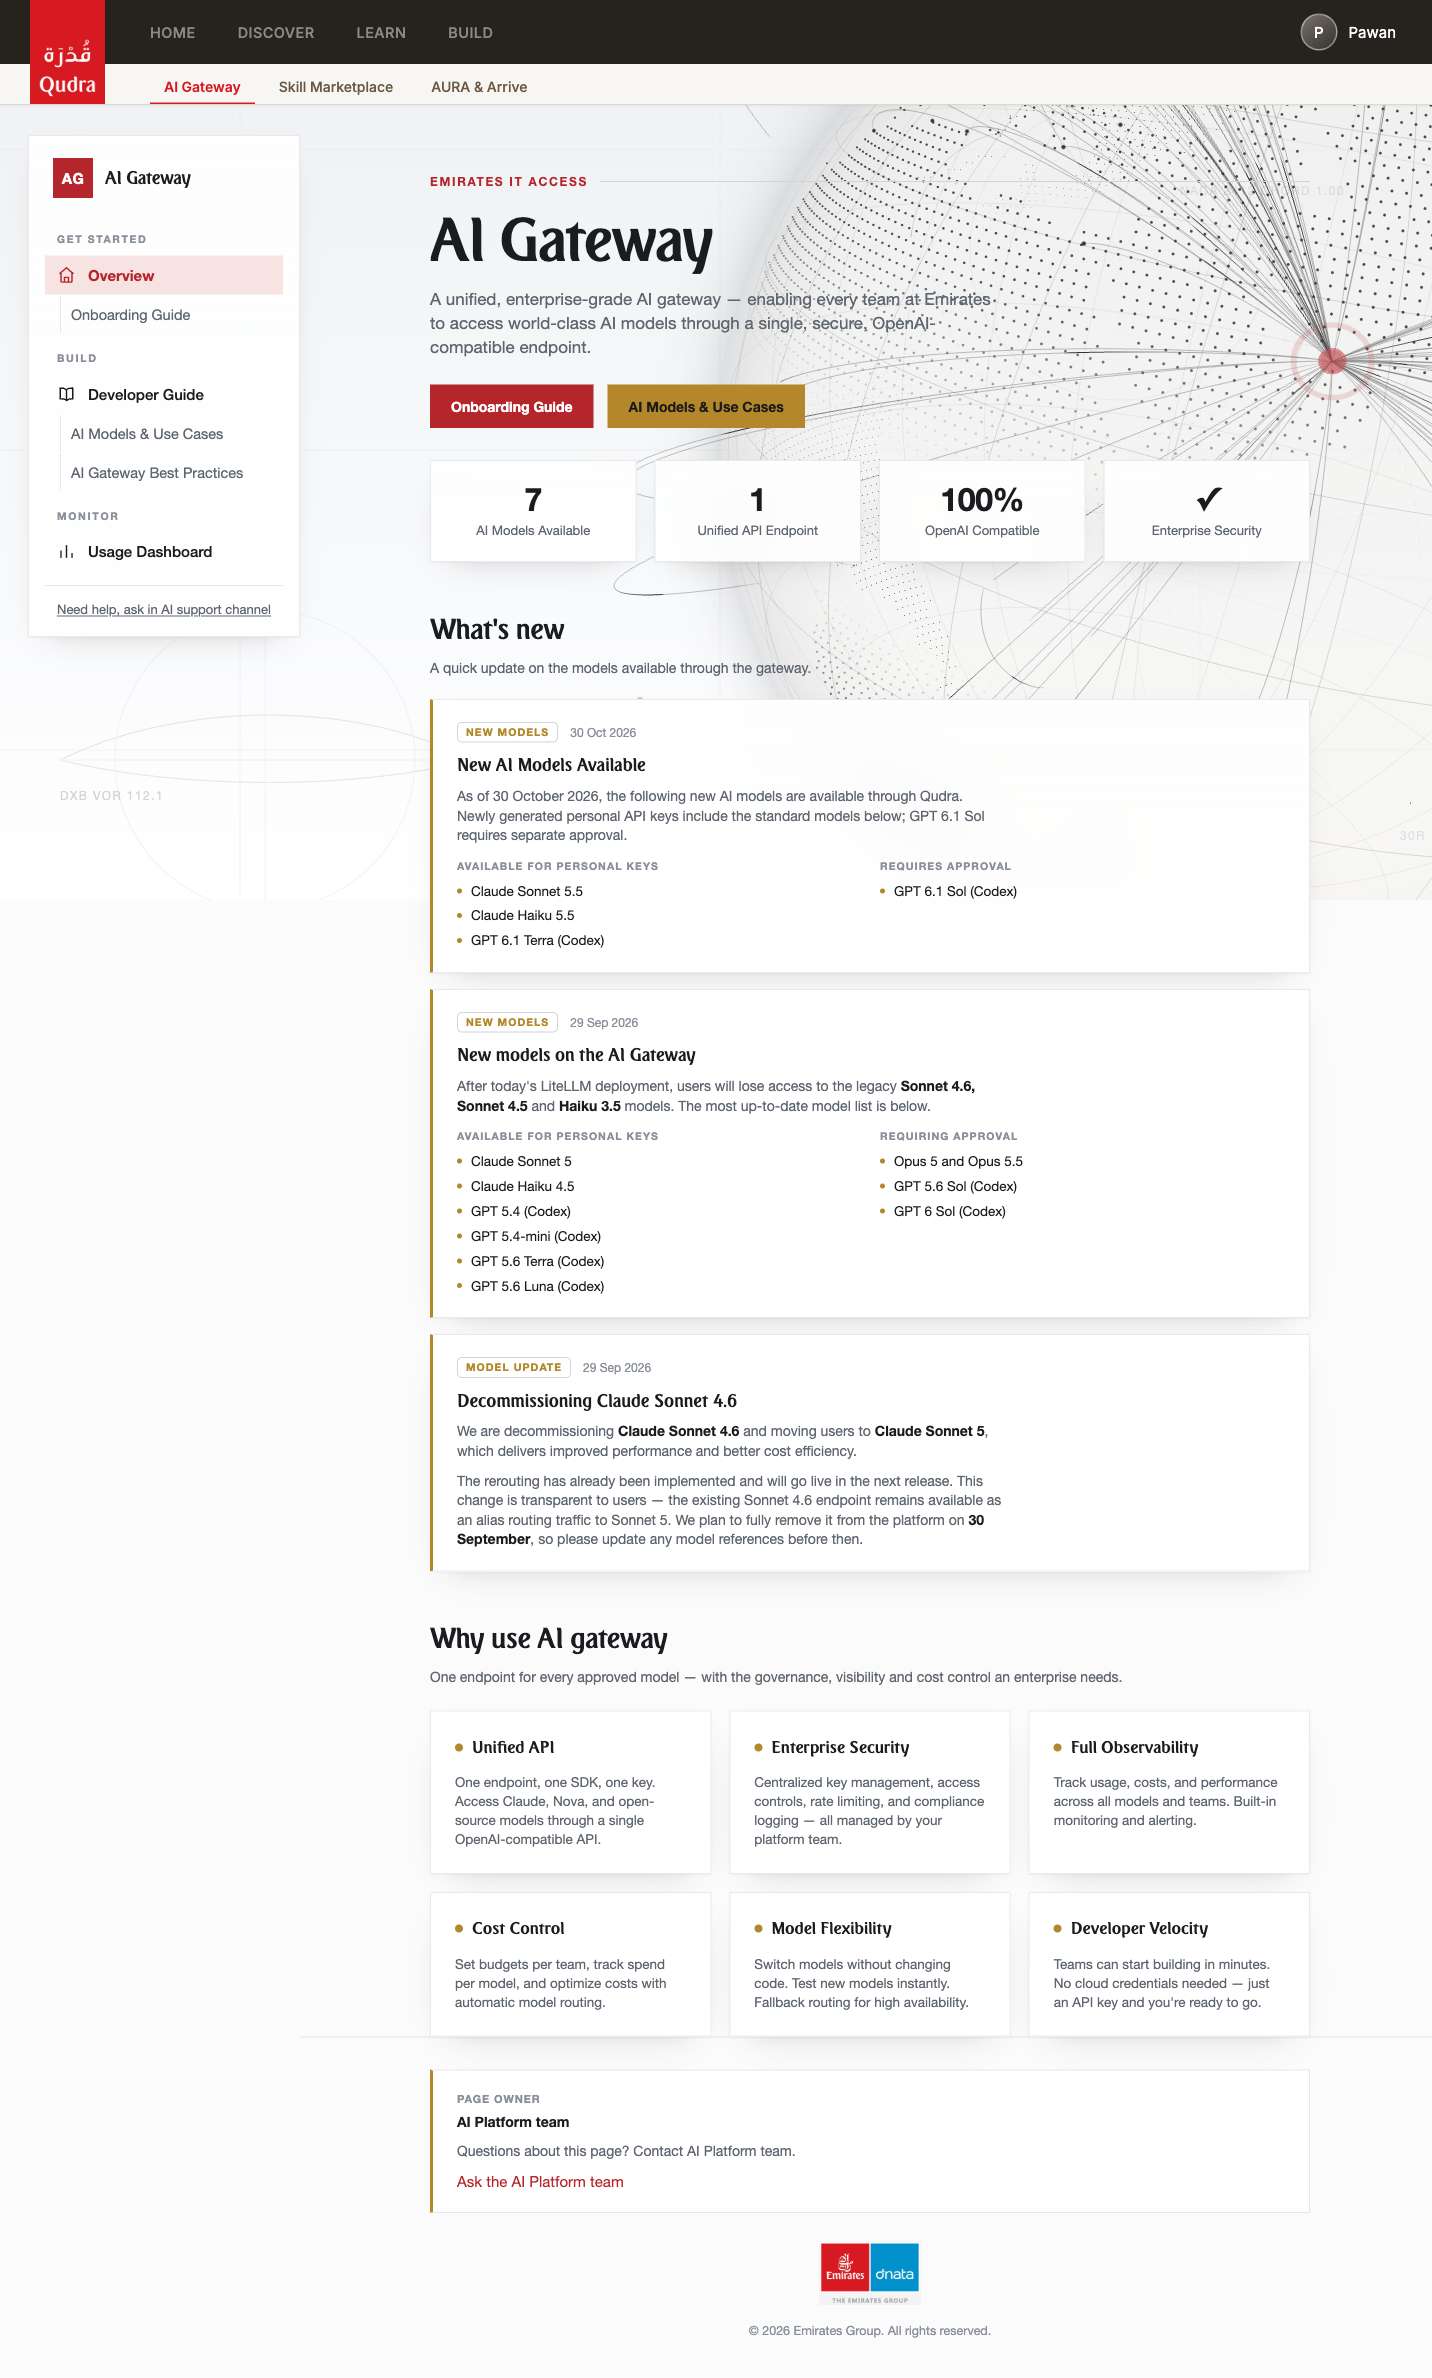 HOME
DISCOVER
LEARN
BUILD
P
Pawan
قُدْرَة
Qudra
AI Gateway
Skill Marketplace
AURA & Arrive
AG
AI Gateway
GET STARTED
Overview
Onboarding Guide
BUILD
Developer Guide
AI Models & Use Cases
AI Gateway Best Practices
MONITOR
Usage Dashboard
Need help, ask in AI support channel
DXB VOR 112.1
30R
EMIRATES IT ACCESS
AI Gateway
A unified, enterprise-grade AI gateway — enabling every team at Emirates
to access world-class AI models through a single, secure, OpenAI-
compatible endpoint.
Onboarding Guide
AI Models & Use Cases
7
AI Models Available
1
Unified API Endpoint
100%
OpenAI Compatible
✓
Enterprise Security
What's new
A quick update on the models available through the gateway.
NEW MODELS
30 Oct 2026
New AI Models Available
As of 30 October 2026, the following new AI models are available through Qudra.
Newly generated personal API keys include the standard models below; GPT 6.1 Sol
requires separate approval.
AVAILABLE FOR PERSONAL KEYS
Claude Sonnet 5.5
Claude Haiku 5.5
GPT 6.1 Terra (Codex)
REQUIRES APPROVAL
GPT 6.1 Sol (Codex)
NEW MODELS
29 Sep 2026
New models on the AI Gateway
After today's LiteLLM deployment, users will lose access to the legacy Sonnet 4.6,
Sonnet 4.5 and Haiku 3.5 models. The most up-to-date model list is below.
AVAILABLE FOR PERSONAL KEYS
Claude Sonnet 5
Claude Haiku 4.5
GPT 5.4 (Codex)
GPT 5.4-mini (Codex)
GPT 5.6 Terra (Codex)
GPT 5.6 Luna (Codex)
REQUIRING APPROVAL
Opus 5 and Opus 5.5
GPT 5.6 Sol (Codex)
GPT 6 Sol (Codex)
MODEL UPDATE
29 Sep 2026
Decommissioning Claude Sonnet 4.6
We are decommissioning Claude Sonnet 4.6 and moving users to Claude Sonnet 5,
which delivers improved performance and better cost efficiency.
The rerouting has already been implemented and will go live in the next release. This
change is transparent to users — the existing Sonnet 4.6 endpoint remains available as
an alias routing traffic to Sonnet 5. We plan to fully remove it from the platform on 30
September, so please update any model references before then.
Why use AI gateway
One endpoint for every approved model — with the governance, visibility and cost control an enterprise needs.
Unified API
One endpoint, one SDK, one key.
Access Claude, Nova, and open-
source models through a single
OpenAI-compatible API.
Enterprise Security
Centralized key management, access
controls, rate limiting, and compliance
logging — all managed by your
platform team.
Full Observability
Track usage, costs, and performance
across all models and teams. Built-in
monitoring and alerting.
Cost Control
Set budgets per team, track spend
per model, and optimize costs with
automatic model routing.
Model Flexibility
Switch models without changing
code. Test new models instantly.
Fallback routing for high availability.
Developer Velocity
Teams can start building in minutes.
No cloud credentials needed — just
an API key and you're ready to go.
PAGE OWNER
AI Platform team
Questions about this page? Contact AI Platform team.
Ask the AI Platform team
Emirates
dnata
THE EMIRATES GROUP
© 2026 Emirates Group. All rights reserved.